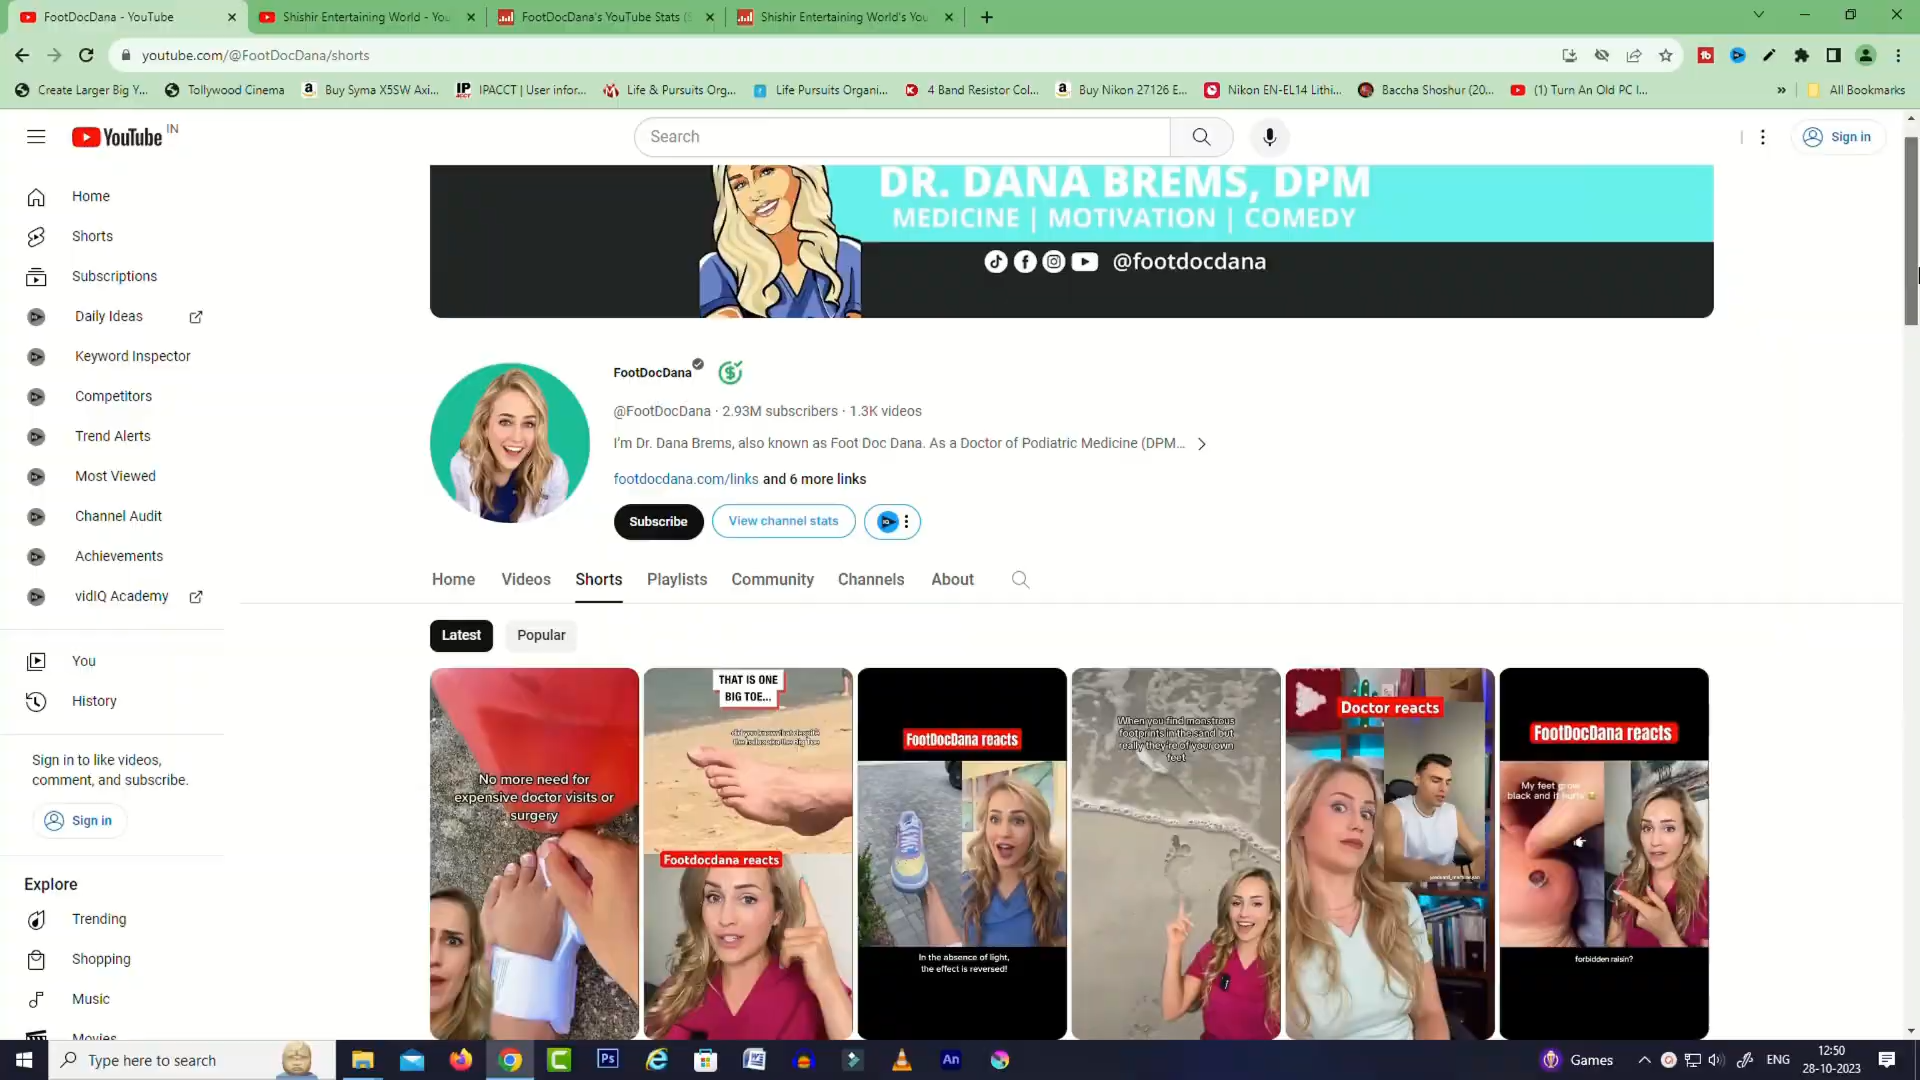 FootDocDana - YouTube
Shishir Entertaining World - You
FootDocDana's YouTube Stats (S
Shishir Entertaining World's You
youtube.com/@FootDocDana/shorts
Create Larger Big Y...
Tollywood Cinema
Buy Syma X5SW Axi...
IPACCT | User infor...
Life & Pursuits Org...
Life Pursuits Organi...
4 Band Resistor Col...
Buy Nikon 27126 E...
Nikon EN-EL14 Lithi...
Baccha Shoshur (20...
(1) Turn An Old PC I...
»
All Bookmarks
YouTube IN
Search
Sign in
Home
Shorts
Subscriptions
Daily Ideas
Keyword Inspector
Competitors
Trend Alerts
Most Viewed
Channel Audit
Achievements
vidIQ Academy
You
History
Sign in to like videos,
comment, and subscribe.
Sign in
Explore
Trending
Shopping
Music
Movies
DR. DANA BREMS, DPM
MEDICINE | MOTIVATION | COMEDY
@footdocdana
FootDocDana
@FootDocDana · 2.93M subscribers · 1.3K videos
I'm Dr. Dana Brems, also known as Foot Doc Dana. As a Doctor of Podiatric Medicine (DPM...
footdocdana.com/links and 6 more links
Subscribe
View channel stats
Home
Videos
Shorts
Playlists
Community
Channels
About
Latest
Popular
No more need for
expensive doctor visits or
surgery
THAT IS ONE
BIG TOE...
Footdocdana reacts
FootDocDana reacts
In the absence of light,
the effect is reversed!
When you find monstrous
footprints in the sand but
really they're of your own
feet
Doctor reacts
FootDocDana reacts
My feet grow
black and it hurts
forbidden raisin?
Type here to search
Games
ENG
12:50
28-10-2023